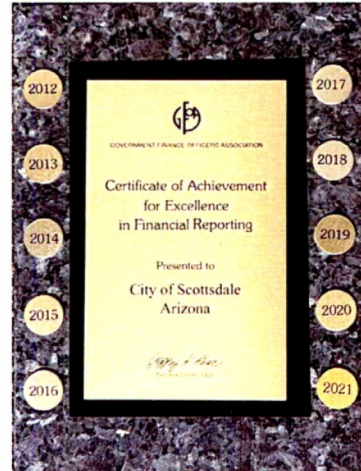 2012
2013
2014
2015
2016
GFOA
GOVERNMENT FINANCE OFFICERS ASSOCIATION
Certificate of Achievement
for Excellence
in Financial Reporting
Presented to
City of Scottsdale
Arizona
2017
2018
2019
2020
2021